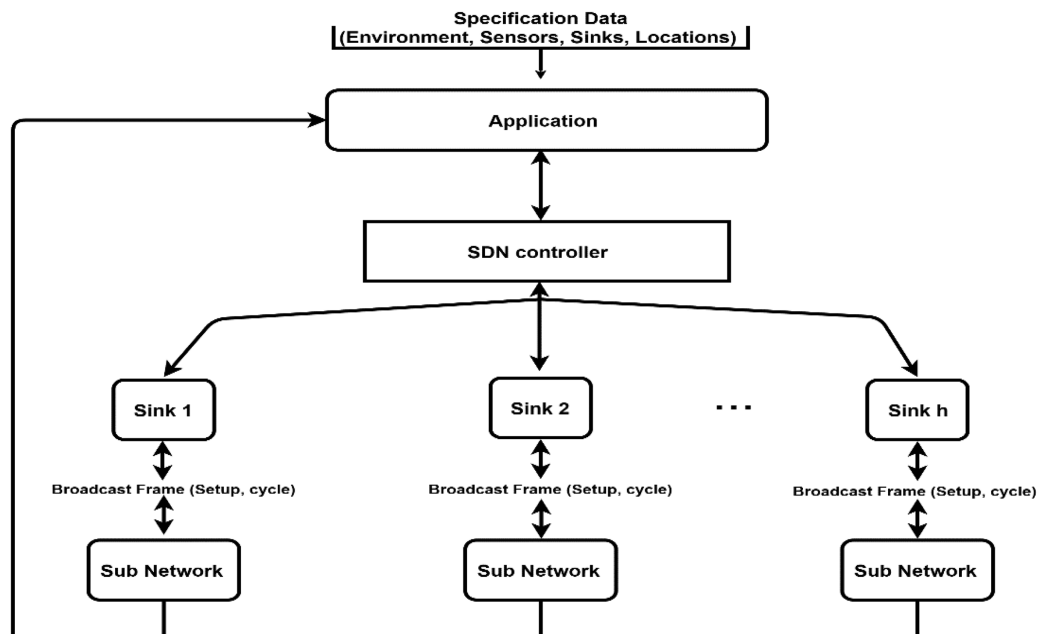 Specification Data
(Environment, Sensors, Sinks, Locations)
Application
SDN controller
Sink 1
Sink 2
...
Sink h
Broadcast Frame (Setup, cycle)
Broadcast Frame (Setup, cycle)
Broadcast Frame (Setup, cycle)
Sub Network
Sub Network
Sub Network